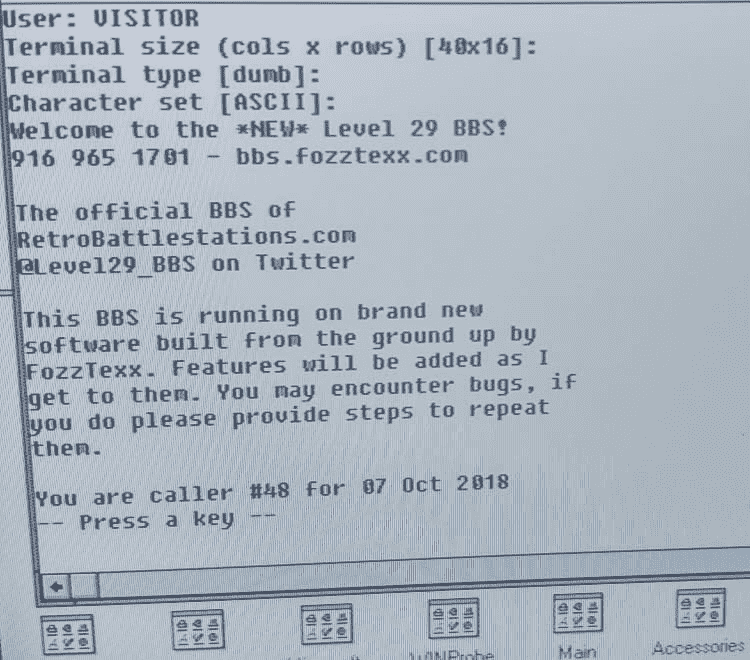 User: VISITOR
Terminal size (cols x rows) [40x16]:
Terminal type [dumb]:
Character set [ASCII]:
Welcome to the *NEW* Level 29 BBS!
916 965 1701 - bbs.fozztexx.com
The official BBS of
RetroBattlestations.com
@Level29_BBS on Twitter
This BBS is running on brand new
software built from the ground up by
FozzTexx. Features will be added as I
get to them. You may encounter bugs, if
you do please provide steps to repeat
them.
You are caller #48 for 07 Oct 2018
-- Press a key --
WINProbe Main Accessories